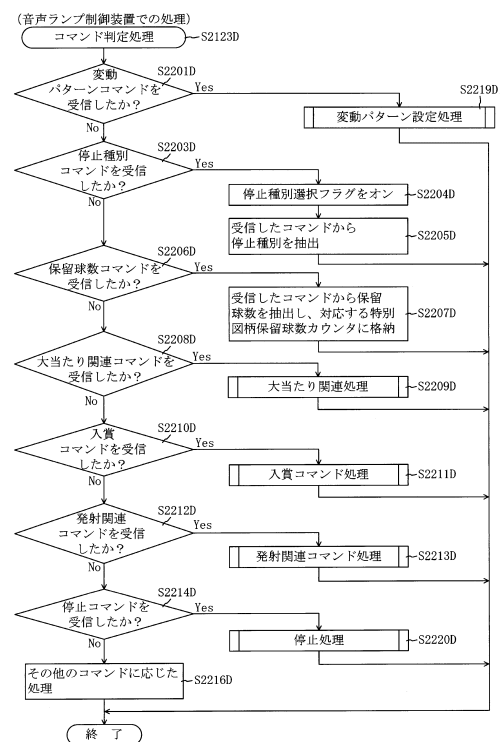 (音声ランプ制御装置での処理)
コマンド判定処理
S2123D
変動
パターンコマンドを
受信したか？
S2201D
Yes
No
変動パターン設定処理
S2219D
停止種別
コマンドを受信
したか？
S2203D
Yes
No
停止種別選択フラグをオン
S2204D
受信したコマンドから
停止種別を抽出
S2205D
保留球数コマンドを
受信したか？
S2206D
Yes
No
受信したコマンドから保留
球数を抽出し、対応する特別
図柄保留球数カウンタに格納
S2207D
大当たり関連コマンドを
受信したか？
S2208D
Yes
No
大当たり関連処理
S2209D
入賞
コマンドを受信
したか？
S2210D
Yes
No
入賞コマンド処理
S2211D
発射関連
コマンドを受信
したか？
S2212D
Yes
No
発射関連コマンド処理
S2213D
停止コマンドを
受信したか？
S2214D
Yes
No
停止処理
S2220D
その他のコマンドに応じた
処理
S2216D
終 了